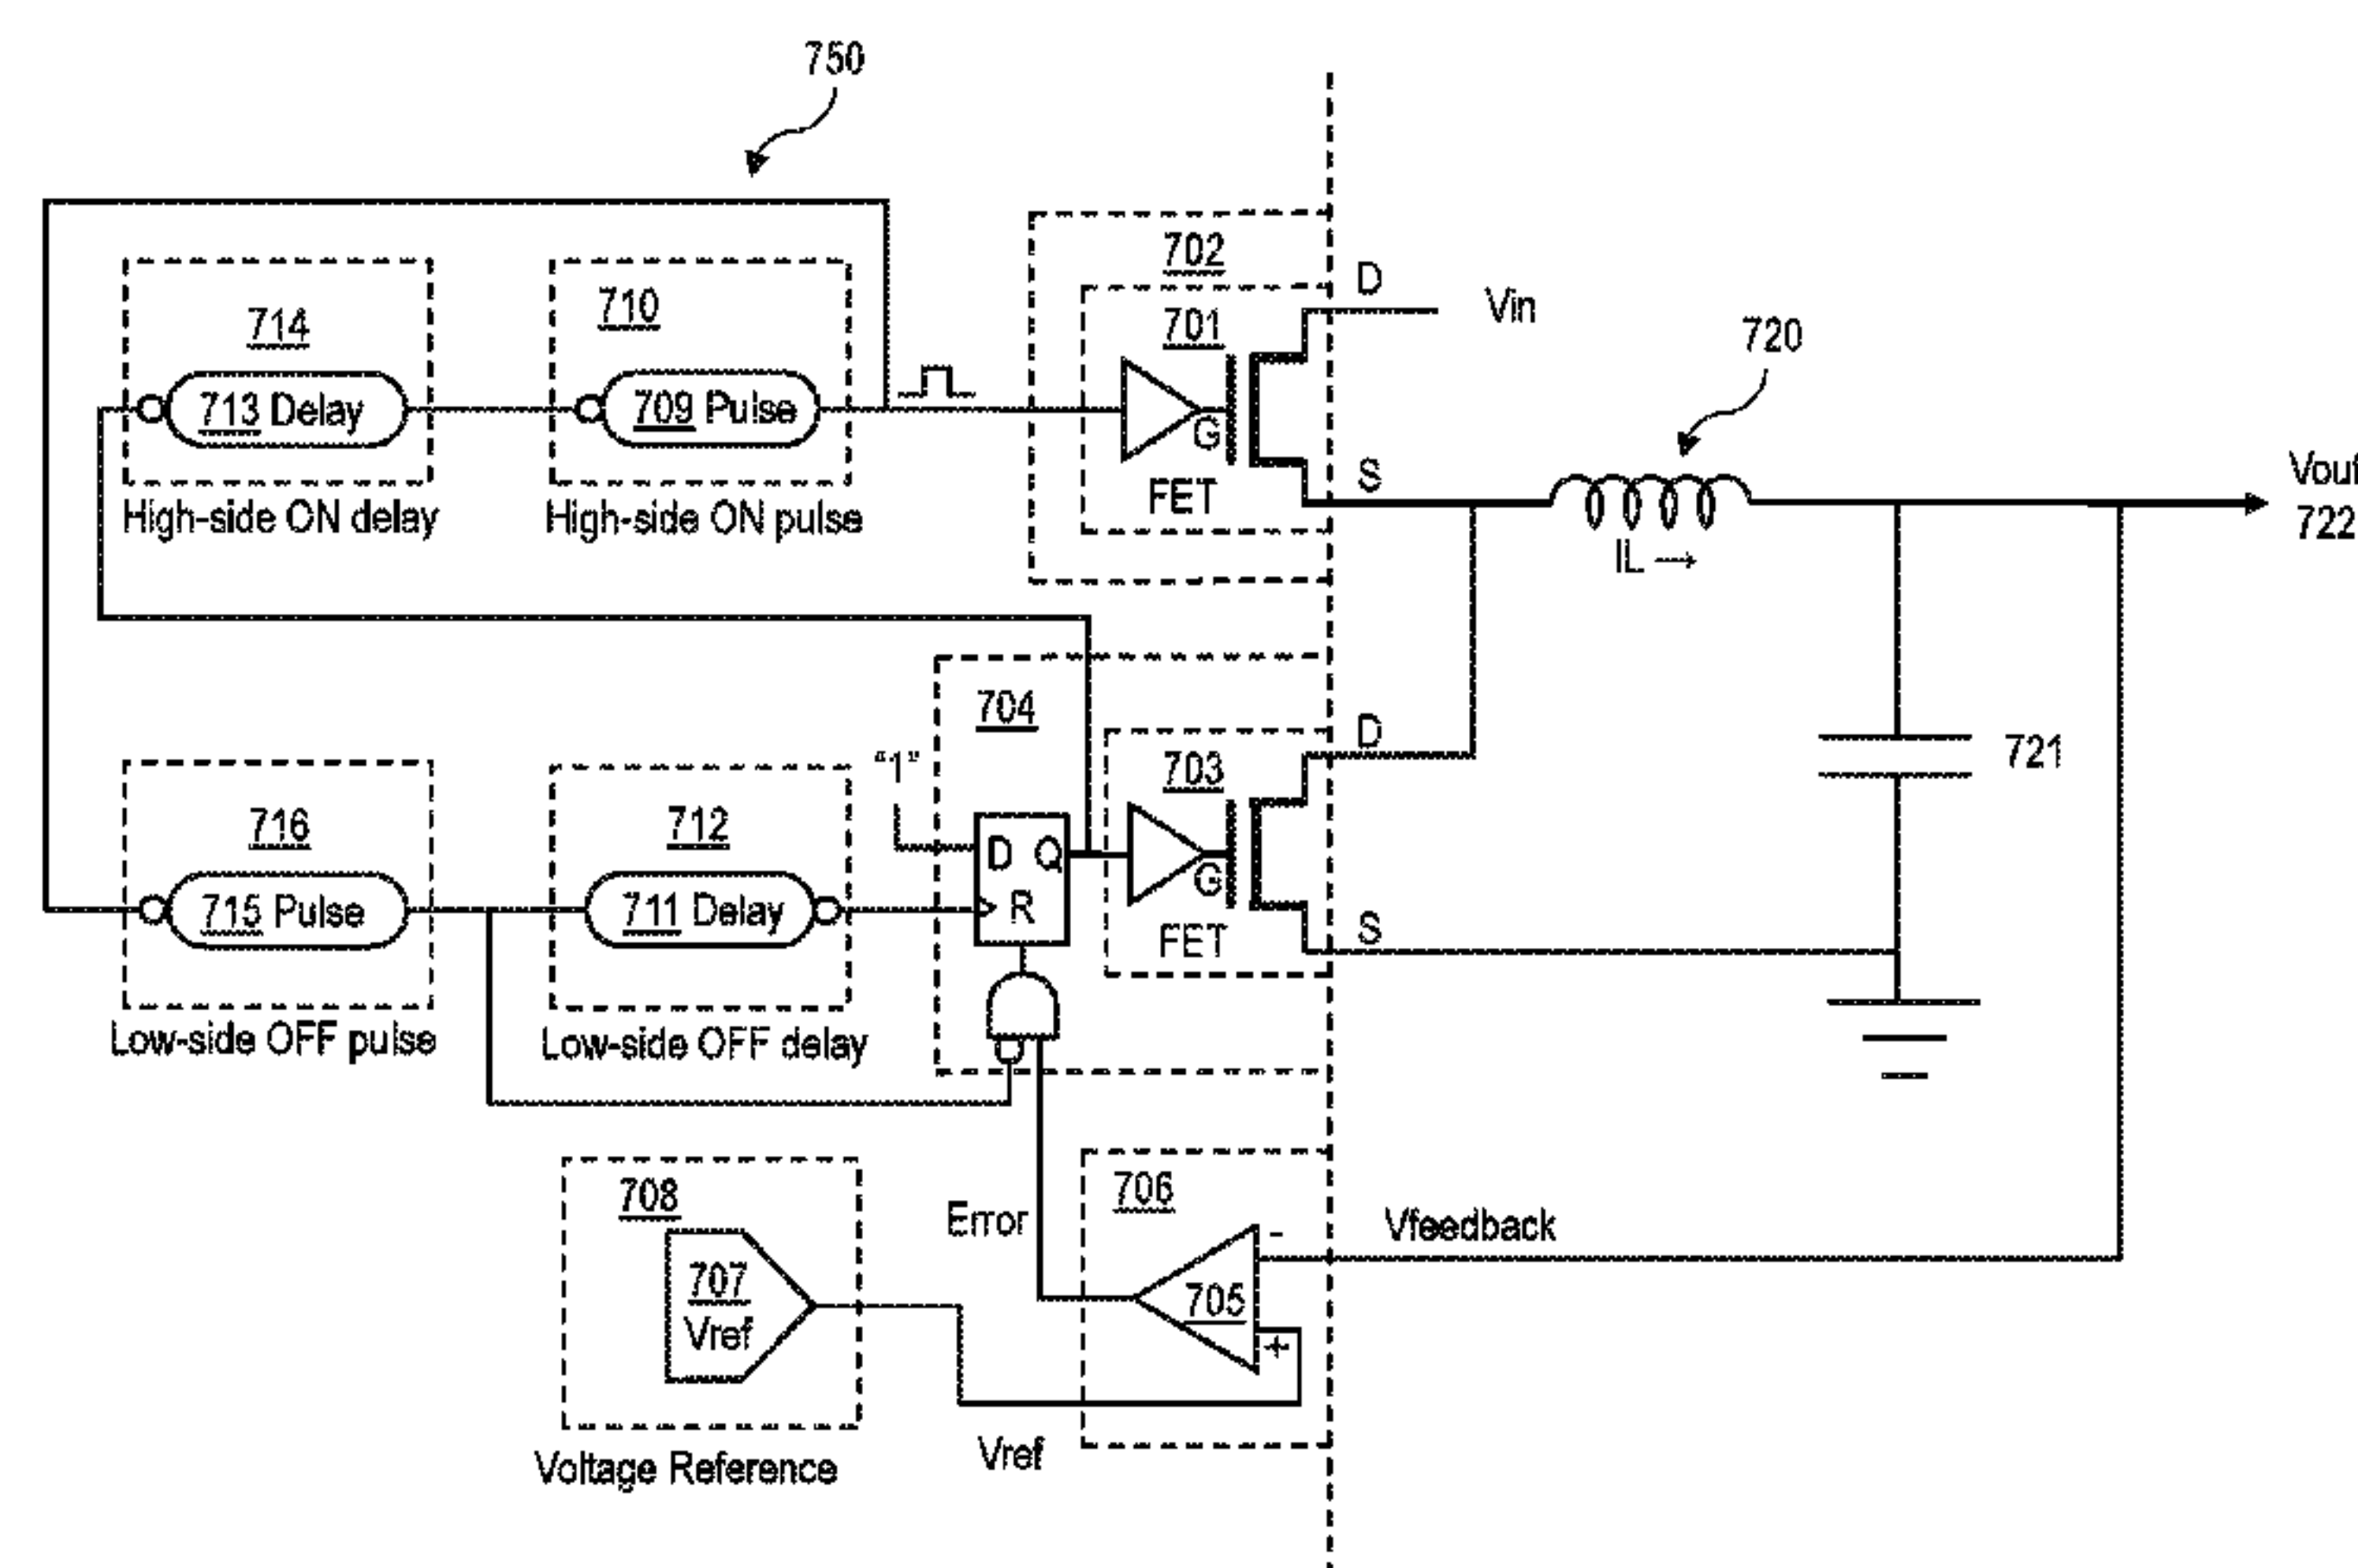 750
702
D
Vin
714
710
701
720
713 Delay
709 Pulse
G
S
Vout
722
High-side ON delay
High-side ON pulse
FET
IL →
704
"1"
D
703
721
716
712
D Q
R
715 Pulse
711 Delay
G
S
FET
Low-side OFF pulse
Low-side OFF delay
708
706
Error
Vfeedback
-
707
Vref
705
+
Vref
Voltage Reference